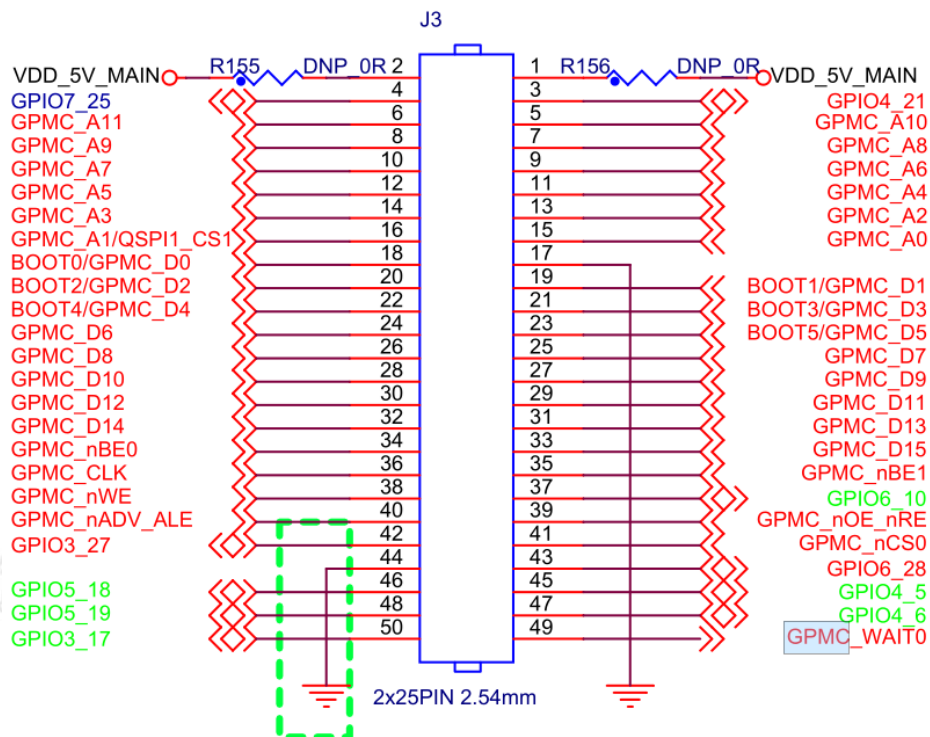 J3
VDD_5V_MAIN R155 DNP_0R 2 1 R156 DNP_0R VDD_5V_MAIN
GPIO7_25 4 3 GPIO4_21
GPMC_A11 6 5 GPMC_A10
GPMC_A9 8 7 GPMC_A8
GPMC_A7 10 9 GPMC_A6
GPMC_A5 12 11 GPMC_A4
GPMC_A3 14 13 GPMC_A2
GPMC_A1/QSPI1_CS1 16 15 GPMC_A0
BOOT0/GPMC_D0 18 17
BOOT2/GPMC_D2 20 19 BOOT1/GPMC_D1
BOOT4/GPMC_D4 22 21 BOOT3/GPMC_D3
GPMC_D6 24 23 BOOT5/GPMC_D5
GPMC_D8 26 25 GPMC_D7
GPMC_D10 28 27 GPMC_D9
GPMC_D12 30 29 GPMC_D11
GPMC_D14 32 31 GPMC_D13
GPMC_nBE0 34 33 GPMC_D15
GPMC_CLK 36 35 GPMC_nBE1
GPMC_nWE 38 37 GPIO6_10
GPMC_nADV_ALE 40 39 GPMC_nOE_nRE
GPIO3_27 42 41 GPMC_nCS0
44 43 GPIO6_28
GPIO5_18 46 45 GPIO4_5
GPIO5_19 48 47 GPIO4_6
GPIO3_17 50 49 GPMC_WAIT0
2x25PIN 2.54mm